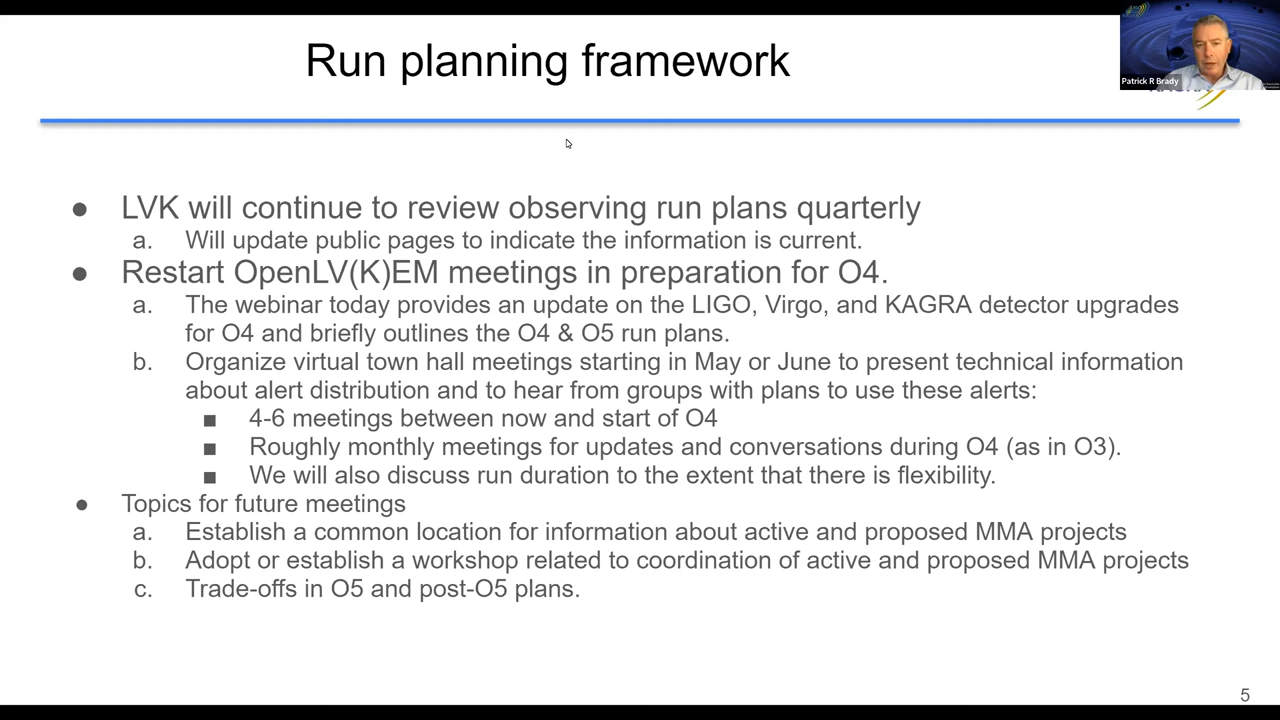 Run planning framework
Patrick R Brady
● LVK will continue to review observing run plans quarterly
a. Will update public pages to indicate the information is current.
● Restart OpenLV(K)EM meetings in preparation for O4.
a. The webinar today provides an update on the LIGO, Virgo, and KAGRA detector upgrades
for O4 and briefly outlines the O4 & O5 run plans.
b. Organize virtual town hall meetings starting in May or June to present technical information
about alert distribution and to hear from groups with plans to use these alerts:
■ 4-6 meetings between now and start of O4
■ Roughly monthly meetings for updates and conversations during O4 (as in O3).
■ We will also discuss run duration to the extent that there is flexibility.
● Topics for future meetings
a. Establish a common location for information about active and proposed MMA projects
b. Adopt or establish a workshop related to coordination of active and proposed MMA projects
c. Trade-offs in O5 and post-O5 plans.
5